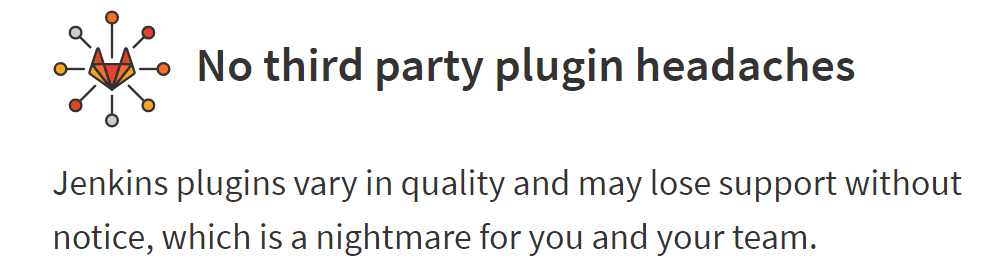 No third party plugin headaches
Jenkins plugins vary in quality and may lose support without
notice, which is a nightmare for you and your team.